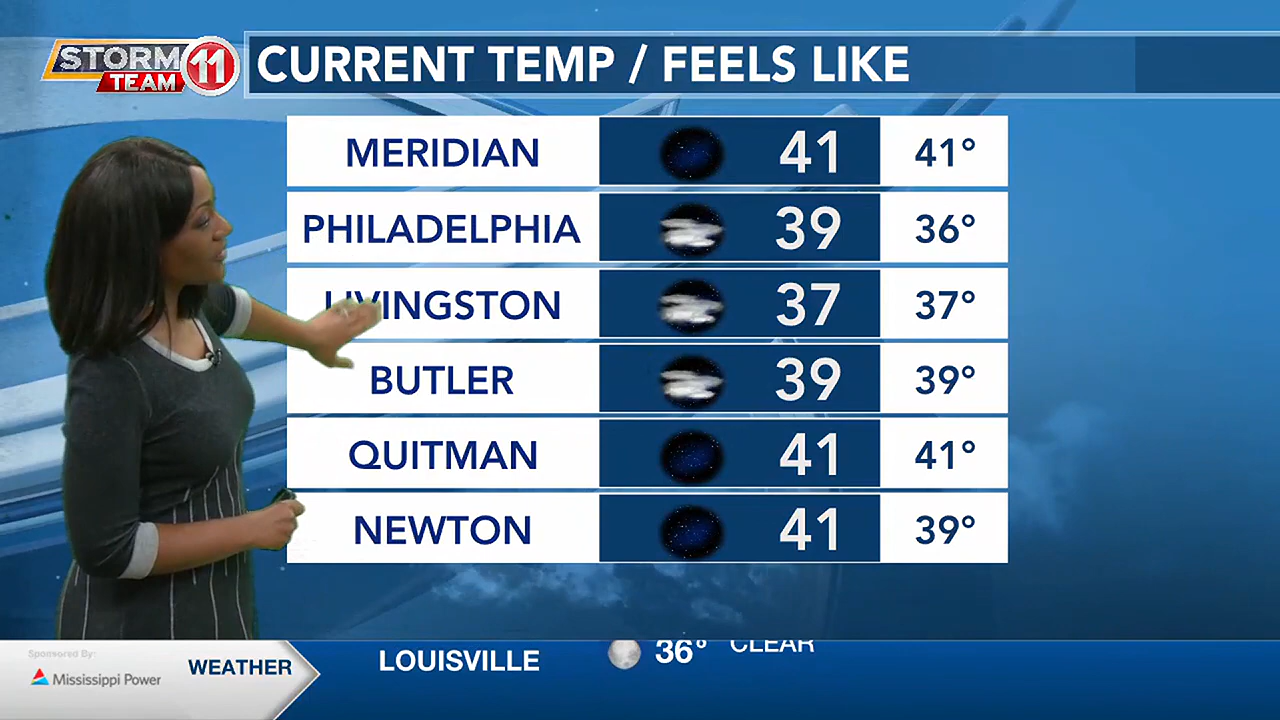 STORM TEAM 11
CURRENT TEMP / FEELS LIKE
MERIDIAN 41 41°
PHILADELPHIA 39 36°
LIVINGSTON 37 37°
BUTLER 39 39°
QUITMAN 41 41°
NEWTON 41 39°
Sponsored By:
Mississippi Power
WEATHER
LOUISVILLE 36° CLEAR